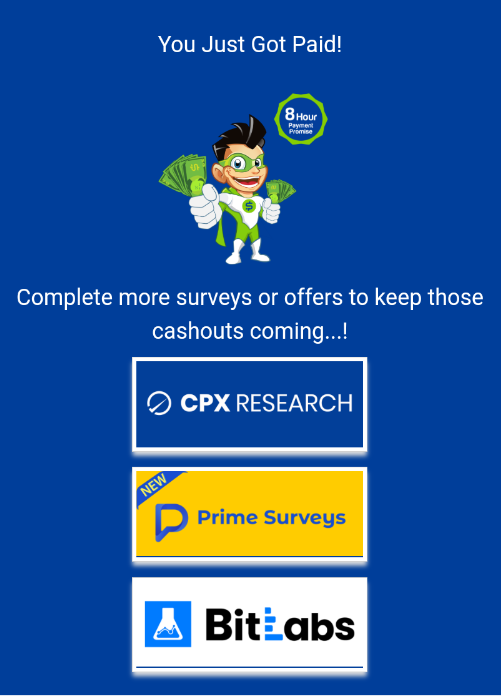 You Just Got Paid!
8 Hour
Payment
Promise
$
Complete more surveys or offers to keep those
cashouts coming...!
CPX RESEARCH
NEW
Prime Surveys
BitLabs